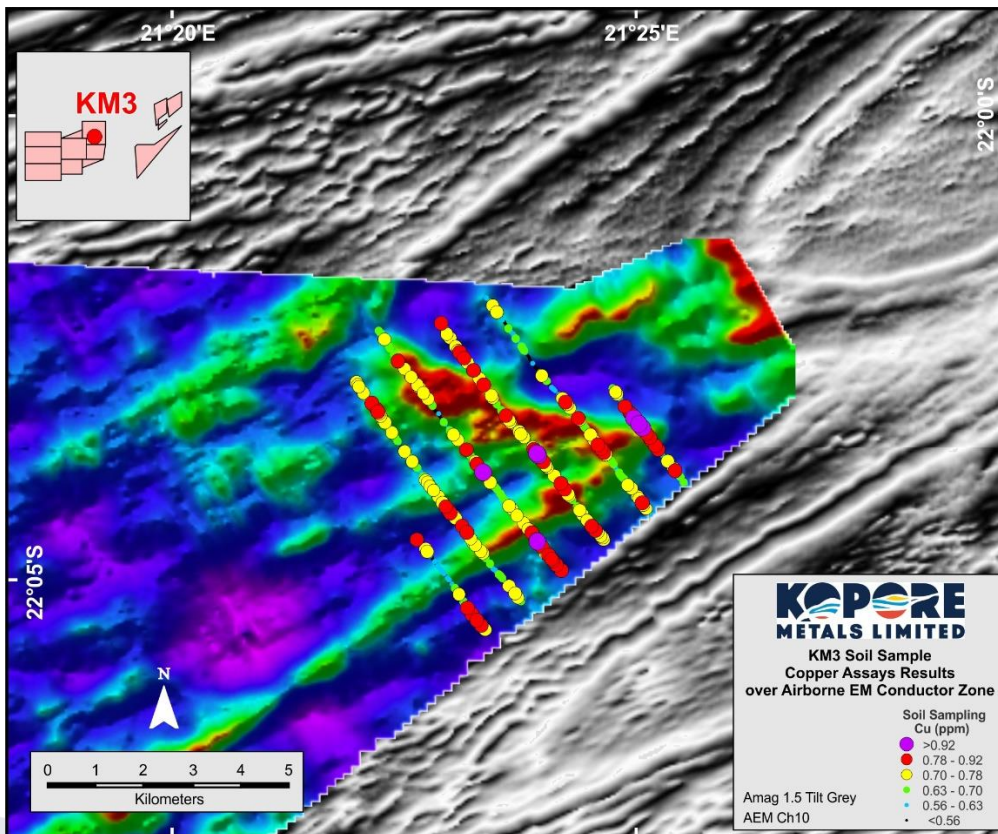 21°20'E
21°25'E
22°00'S
KM3
22°05'S
N
0 1 2 3 4 5
Kilometers
KOPORE
METALS LIMITED
KM3 Soil Sample
Copper Assays Results
over Airborne EM Conductor Zone
Soil Sampling
Cu (ppm)
>0.92
0.78 - 0.92
0.70 - 0.78
0.63 - 0.70
0.56 - 0.63
<0.56
Amag 1.5 Tilt Grey
AEM Ch10